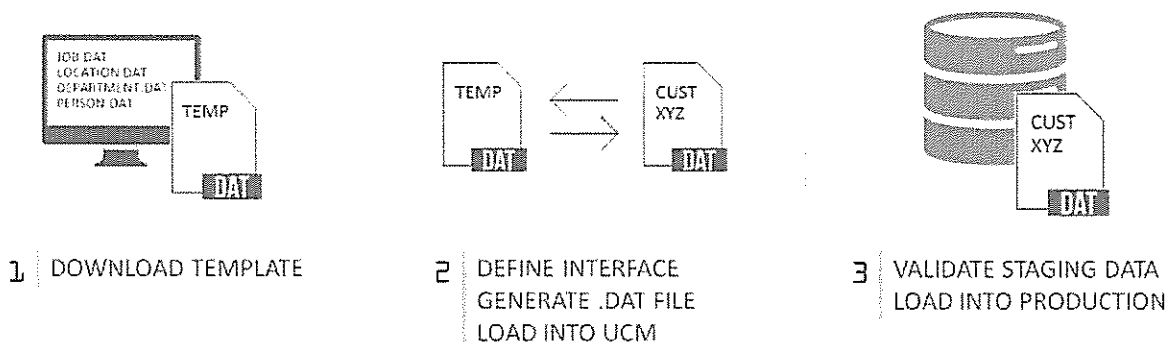 JOB.DAT
LOCATION.DAT
DEPARTMENT.DAT
PERSON.DAT
TEMP
DAT
TEMP
DAT
CUST
XYZ
DAT
CUST
XYZ
DAT
1 DOWNLOAD TEMPLATE
2 DEFINE INTERFACE
GENERATE .DAT FILE
LOAD INTO UCM
3 VALIDATE STAGING DATA
LOAD INTO PRODUCTION